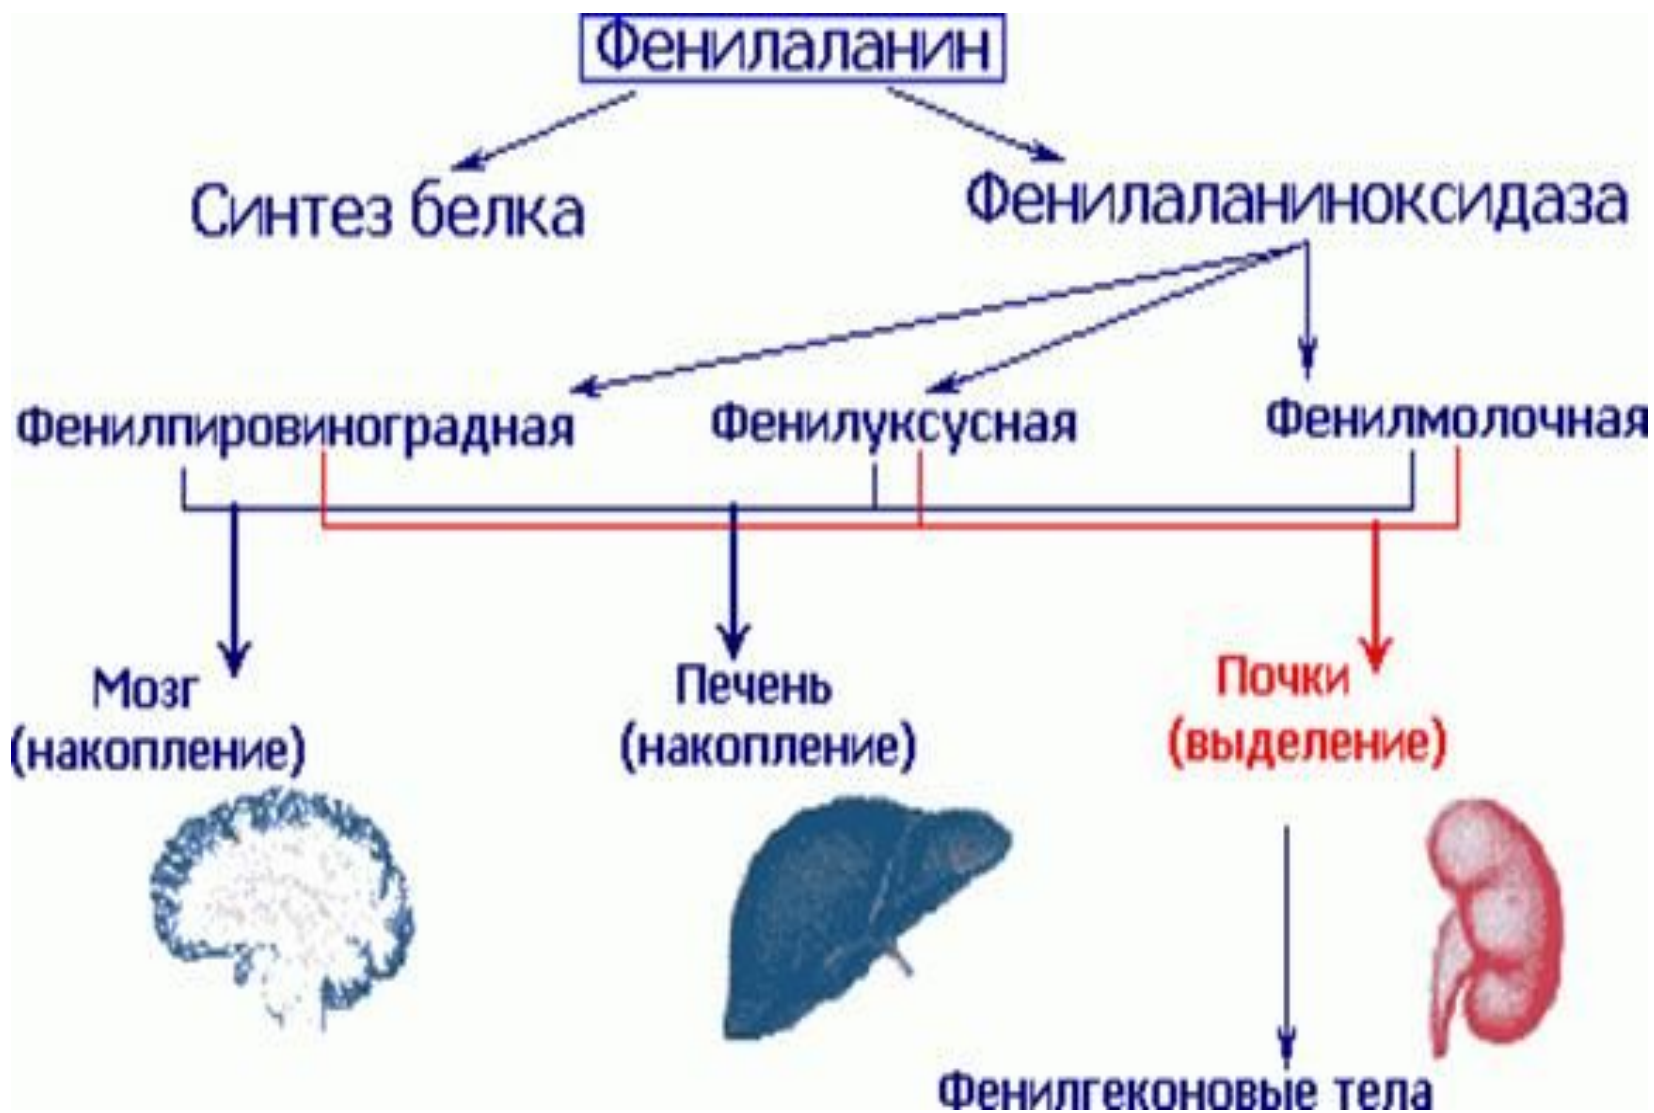 Фенилаланин
Синтез белка
Фенилаланиноксидаза
Фенилпировиноградная
Фенилуксусная
Фенилмолочная
Мозг
(накопление)
Печень
(накопление)
Почки
(выделение)
Фенилгеконовые тела